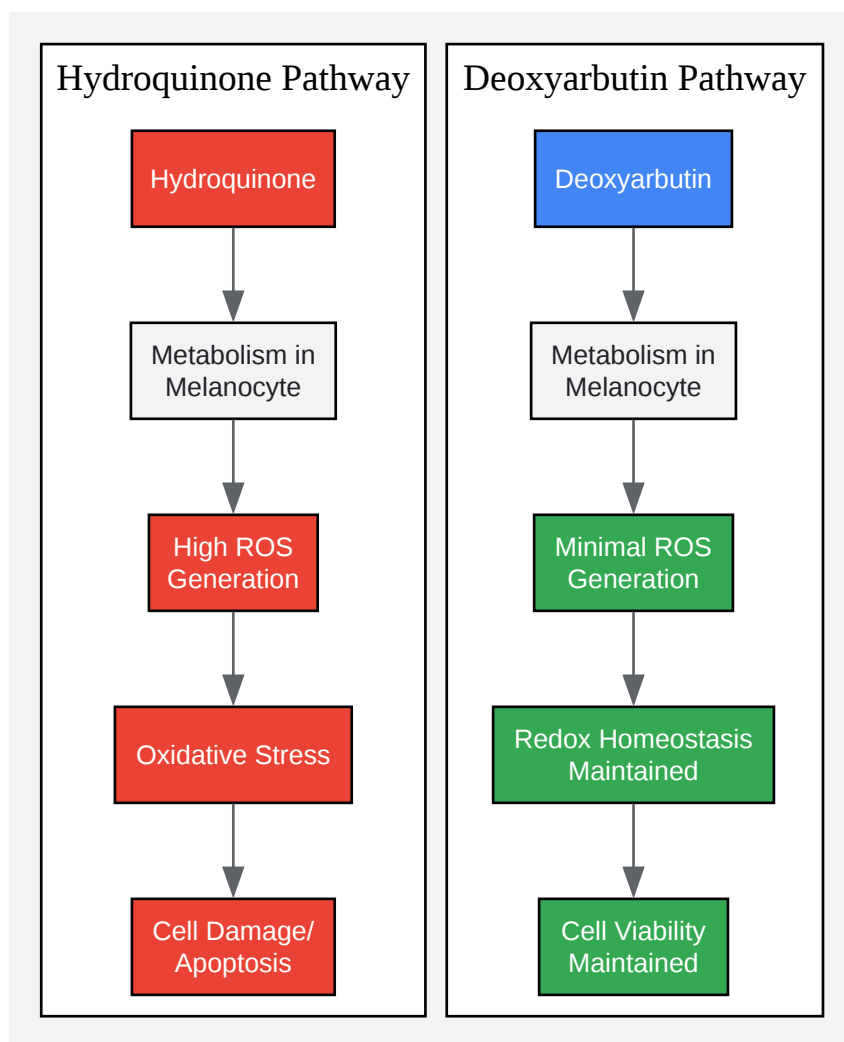 Hydroquinone Pathway
Hydroquinone
Metabolism in
Melanocyte
High ROS
Generation
Oxidative Stress
Cell Damage/
Apoptosis
Deoxyarbutin Pathway
Deoxyarbutin
Metabolism in
Melanocyte
Minimal ROS
Generation
Redox Homeostasis
Maintained
Cell Viability
Maintained